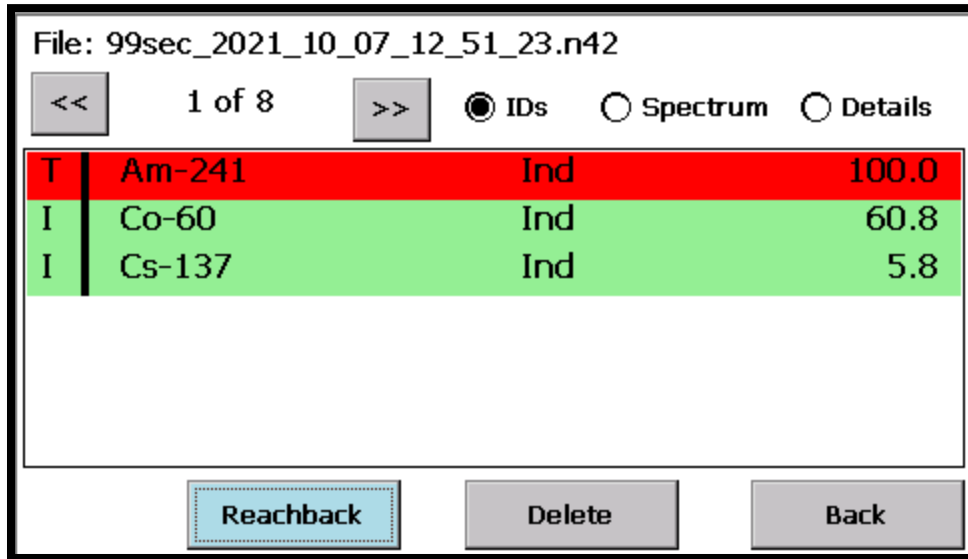 File: 99sec_2021_10_07_12_51_23.n42
<< 1 of 8 >> IDs Spectrum Details
T Am-241 Ind 100.0
I Co-60 Ind 60.8
I Cs-137 Ind 5.8
Reachback Delete Back